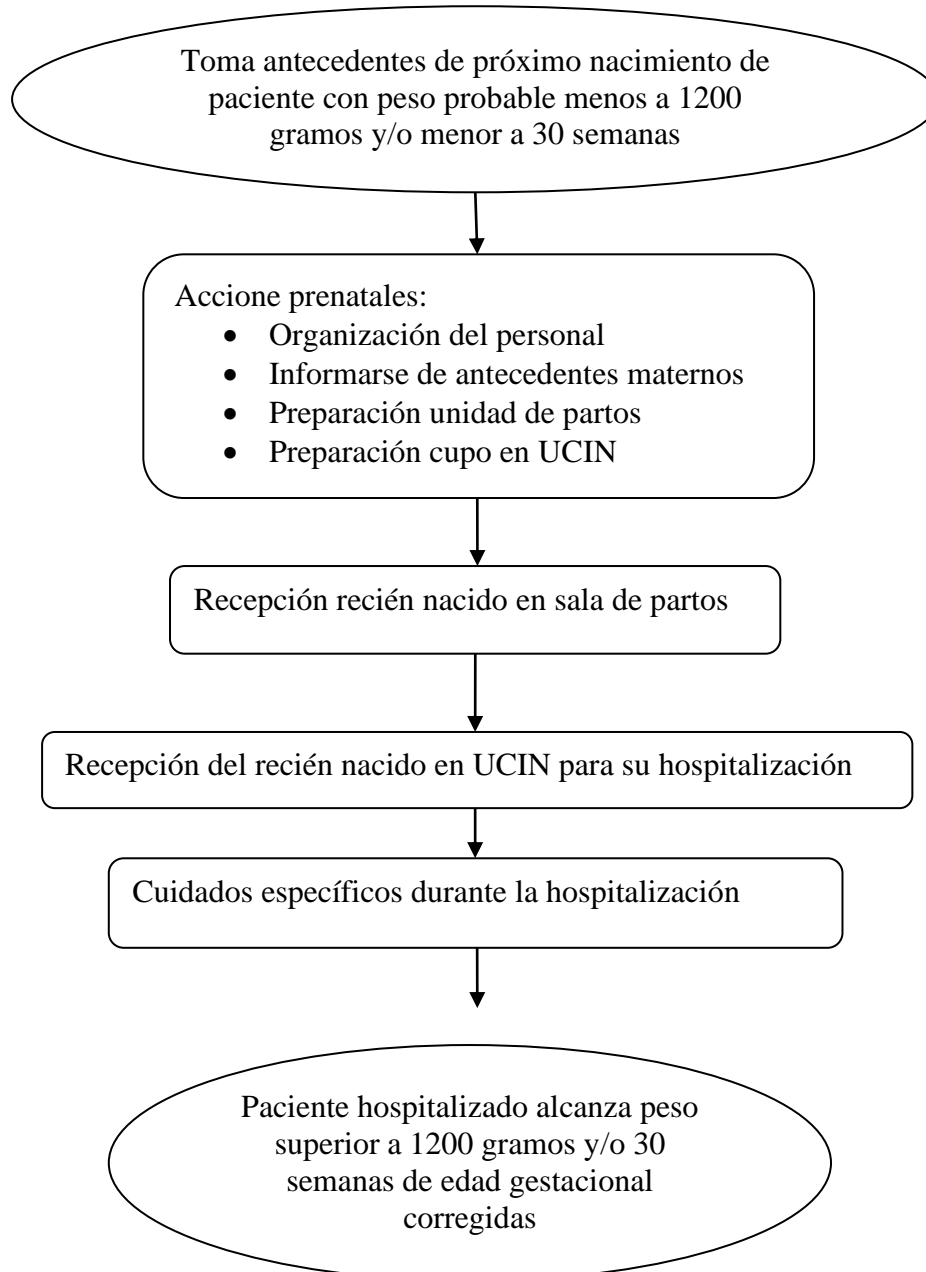 Toma antecedentes de próximo nacimiento de
paciente con peso probable menos a 1200
gramos y/o menor a 30 semanas
Accione prenatales:
• Organización del personal
• Informarse de antecedentes maternos
• Preparación unidad de partos
• Preparación cupo en UCIN
Recepción recién nacido en sala de partos
Recepción del recién nacido en UCIN para su hospitalización
Cuidados específicos durante la hospitalización
Paciente hospitalizado alcanza peso
superior a 1200 gramos y/o 30
semanas de edad gestacional
corregidas